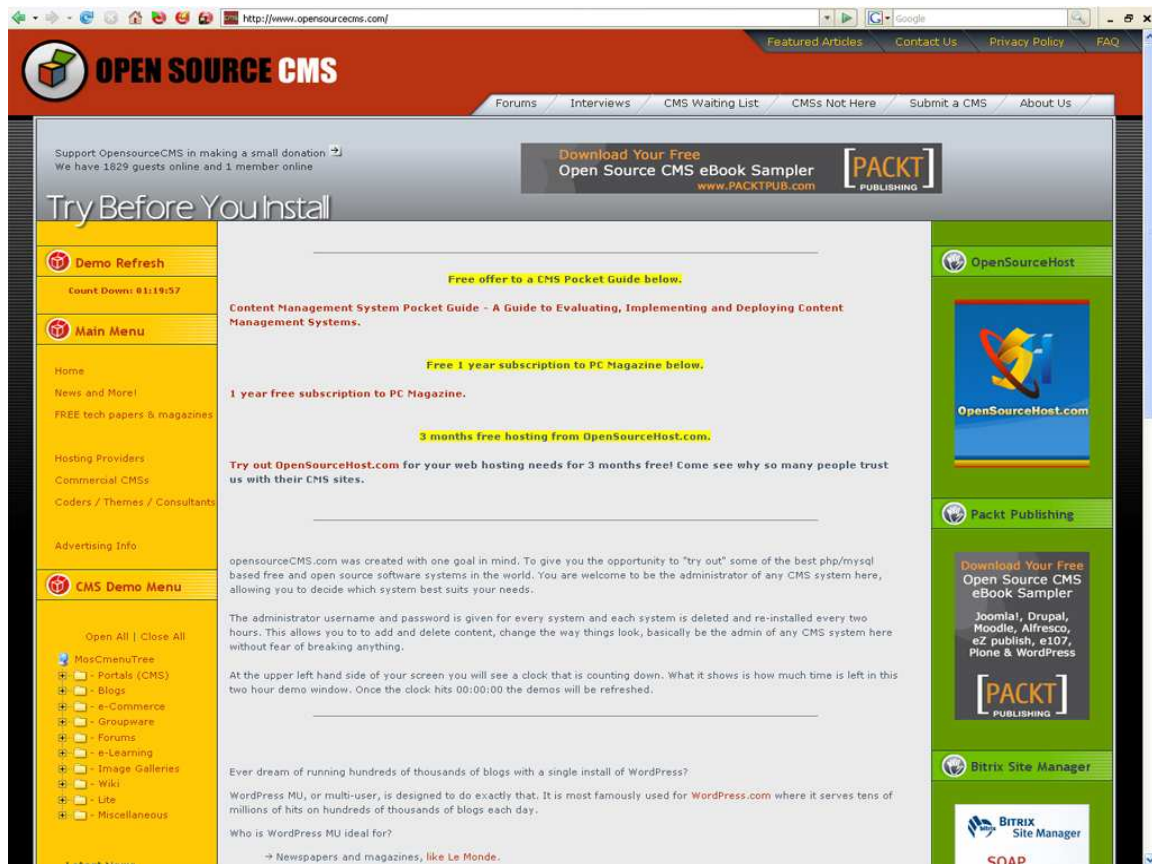 http://www.opensourcecms.com/
Google
Featured Articles Contact Us Privacy Policy FAQ
OPEN SOURCE CMS
Forums Interviews CMS Waiting List CMSs Not Here Submit a CMS About Us
Support OpensourceCMS in making a small donation
We have 1829 guests online and 1 member online
Download Your Free
Open Source CMS eBook Sampler
www.PACKTPUB.com
[PACKT]
PUBLISHING
Try Before You Install
Demo Refresh
Count Down: 01:19:57
Main Menu
Home
News and More!
FREE tech papers & magazines
Hosting Providers
Commercial CMSs
Coders / Themes / Consultants
Advertising Info
CMS Demo Menu
Open All | Close All
MosCmenuTree
- Portals (CMS)
- Blogs
- e-Commerce
- Groupware
- Forums
- e-Learning
- Image Galleries
- Wiki
- Lite
- Miscellaneous
Free offer to a CMS Pocket Guide below.
Content Management System Pocket Guide - A Guide to Evaluating, Implementing and Deploying Content
Management Systems.
Free 1 year subscription to PC Magazine below.
1 year free subscription to PC Magazine.
3 months free hosting from OpenSourceHost.com.
Try out OpenSourceHost.com for your web hosting needs for 3 months free! Come see why so many people trust
us with their CMS sites.
opensourceCMS.com was created with one goal in mind. To give you the opportunity to "try out" some of the best php/mysql
based free and open source software systems in the world. You are welcome to be the administrator of any CMS system here,
allowing you to decide which system best suits your needs.
The administrator username and password is given for every system and each system is deleted and re-installed every two
hours. This allows you to to add and delete content, change the way things look, basically be the admin of any CMS system here
without fear of breaking anything.
At the upper left hand side of your screen you will see a clock that is counting down. What it shows is how much time is left in this
two hour demo window. Once the clock hits 00:00:00 the demos will be refreshed.
Ever dream of running hundreds of thousands of blogs with a single install of WordPress?
WordPress MU, or multi-user, is designed to do exactly that. It is most famously used for WordPress.com where it serves tens of
millions of hits on hundreds of thousands of blogs each day.
Who is WordPress MU ideal for?
→ Newspapers and magazines, like Le Monde.
OpenSourceHost
OpenSourceHost.com
Packt Publishing
Download Your Free
Open Source CMS
eBook Sampler
Joomla!, Drupal,
Moodle, Alfresco,
eZ publish, e107,
Plone & WordPress
[PACKT]
PUBLISHING
Bitrix Site Manager
BITRIX
Site Manager
SOAP